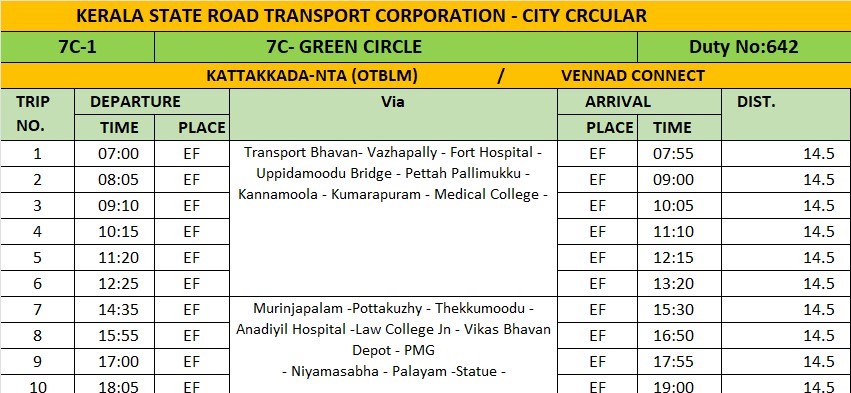 KERALA STATE ROAD TRANSPORT CORPORATION - CITY CRCULAR
7C-1 7C- GREEN CIRCLE Duty No:642
KATTAKKADA-NTA (OTBLM) / VENNAD CONNECT
TRIP NO. DEPARTURE Via ARRIVAL DIST.
TIME PLACE PLACE TIME
1 07:00 EF Transport Bhavan- Vazhapally - Fort Hospital - EF 07:55 14.5
2 08:05 EF Uppidamoodu Bridge - Pettah Pallimukku - EF 09:00 14.5
3 09:10 EF Kannamoola - Kumarapuram - Medical College - EF 10:05 14.5
4 10:15 EF EF 11:10 14.5
5 11:20 EF EF 12:15 14.5
6 12:25 EF EF 13:20 14.5
7 14:35 EF Murinjapalam -Pottakuzhy - Thekkumoodu - EF 15:30 14.5
8 15:55 EF Anadiyil Hospital -Law College Jn - Vikas Bhavan EF 16:50 14.5
Depot - PMG
9 17:00 EF EF 17:55 14.5
- Niyamasabha - Palayam -Statue -
10 18:05 EF EF 19:00 14.5